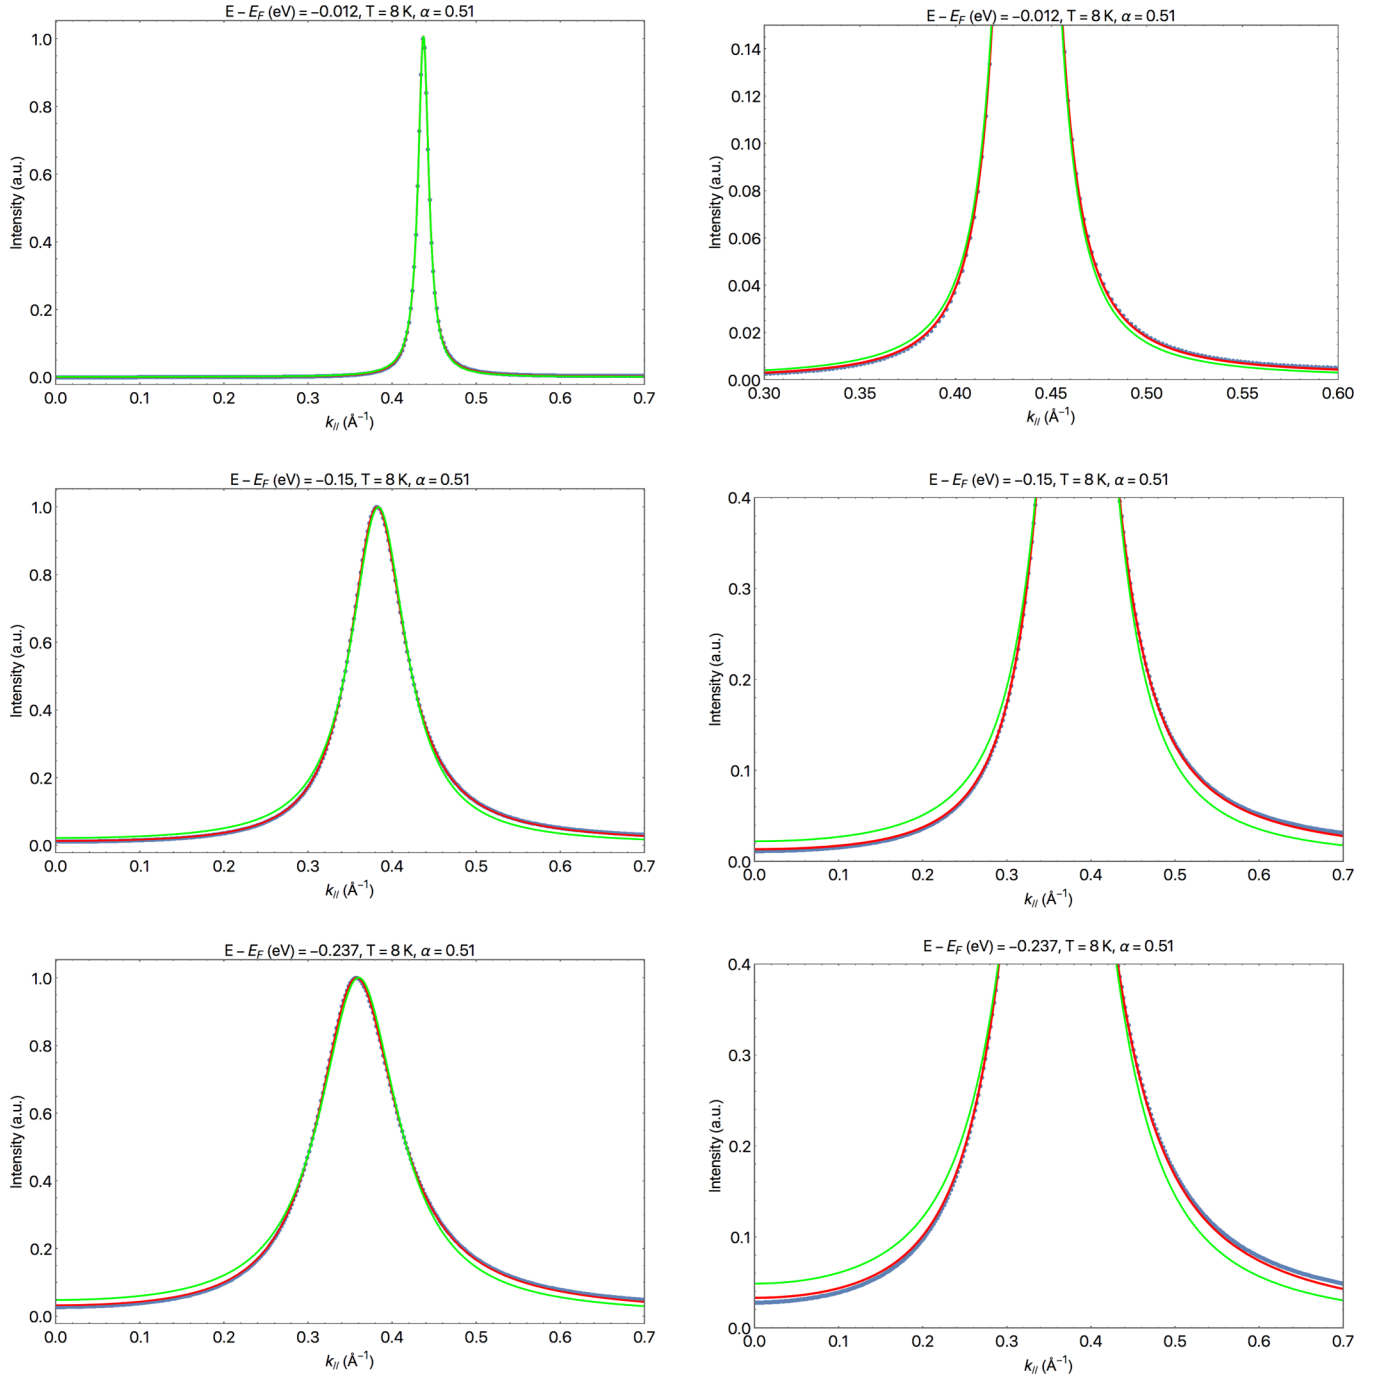 E − E_F (eV) = −0.012, T = 8 K, α = 0.51
Intensity (a.u.)
1.0
0.8
0.6
0.4
0.2
0.0
0.0 0.1 0.2 0.3 0.4 0.5 0.6 0.7
k_// (Å⁻¹)
E − E_F (eV) = −0.012, T = 8 K, α = 0.51
Intensity (a.u.)
0.14
0.12
0.10
0.08
0.06
0.04
0.02
0.00
0.30 0.35 0.40 0.45 0.50 0.55 0.60
k_// (Å⁻¹)
E − E_F (eV) = −0.15, T = 8 K, α = 0.51
Intensity (a.u.)
1.0
0.8
0.6
0.4
0.2
0.0
0.0 0.1 0.2 0.3 0.4 0.5 0.6 0.7
k_// (Å⁻¹)
E − E_F (eV) = −0.15, T = 8 K, α = 0.51
Intensity (a.u.)
0.4
0.3
0.2
0.1
0.0
0.0 0.1 0.2 0.3 0.4 0.5 0.6 0.7
k_// (Å⁻¹)
E − E_F (eV) = −0.237, T = 8 K, α = 0.51
Intensity (a.u.)
1.0
0.8
0.6
0.4
0.2
0.0
0.0 0.1 0.2 0.3 0.4 0.5 0.6 0.7
k_// (Å⁻¹)
E − E_F (eV) = −0.237, T = 8 K, α = 0.51
Intensity (a.u.)
0.4
0.3
0.2
0.1
0.0
0.0 0.1 0.2 0.3 0.4 0.5 0.6 0.7
k_// (Å⁻¹)